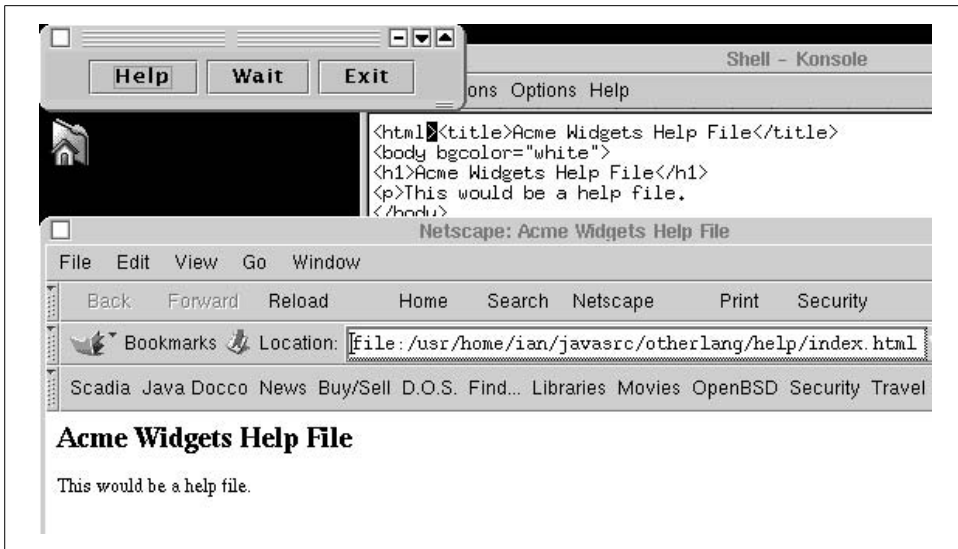 Help Wait Exit
Shell - Konsole
ons Options Help
<html><title>Acme Widgets Help File</title>
<body bgcolor="white">
<h1>Acme Widgets Help File</h1>
<p>This would be a help file.
</body>
Netscape: Acme Widgets Help File
File Edit View Go Window
Back Forward Reload Home Search Netscape Print Security
Bookmarks Location: file:/usr/home/ian/javasrc/otherlang/help/index.html
Scadia Java Docco News Buy/Sell D.O.S. Find... Libraries Movies OpenBSD Security Travel
Acme Widgets Help File
This would be a help file.